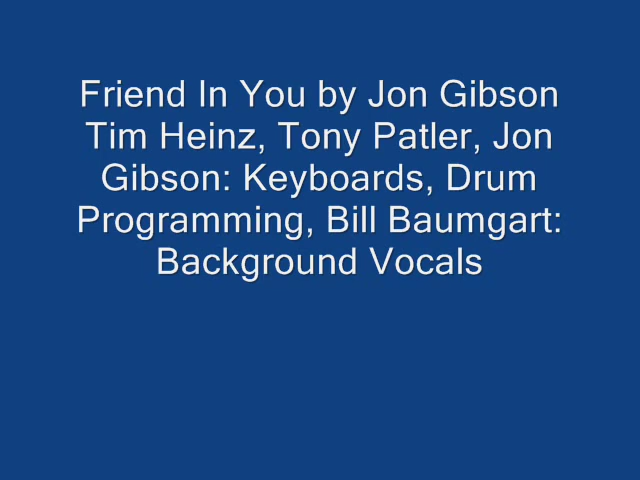 Friend In You by Jon Gibson
Tim Heinz, Tony Patler, Jon
Gibson: Keyboards, Drum
Programming, Bill Baumgart:
Background Vocals